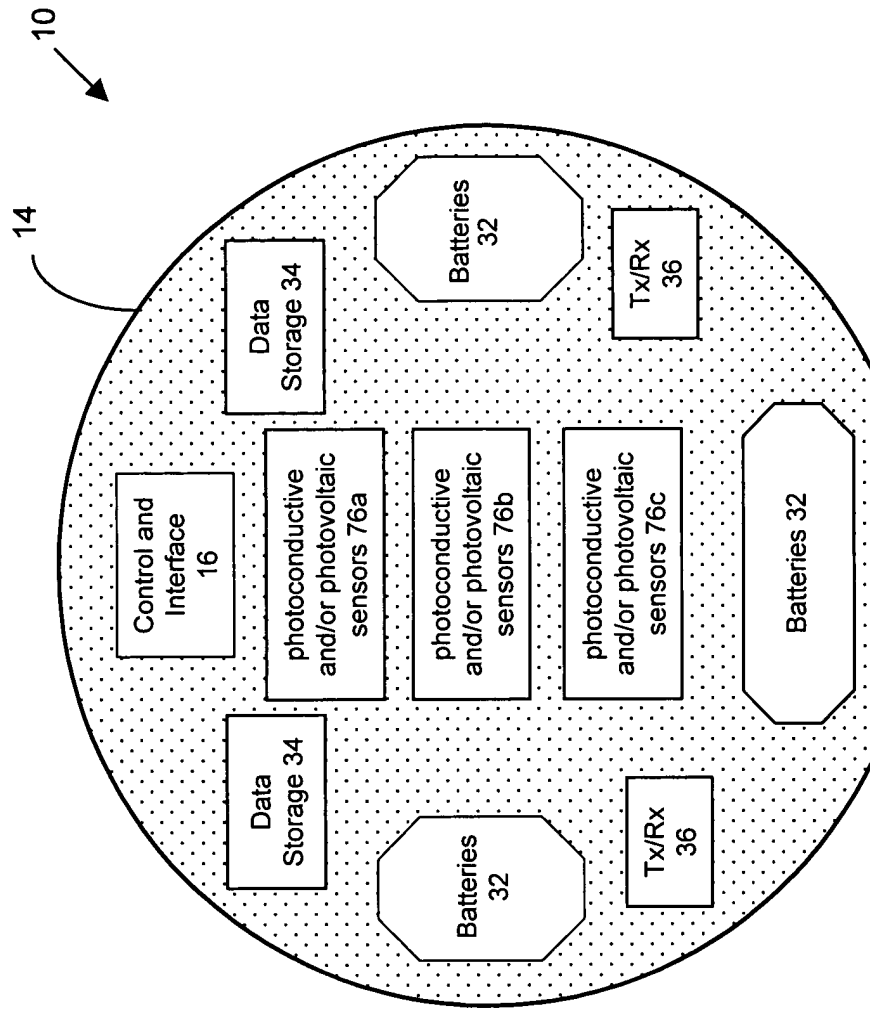 10
14
Control and
Interface
16
Data
Storage 34
Data
Storage 34
photoconductive
and/or photovoltaic
sensors 76a
Batteries
32
Batteries
32
photoconductive
and/or photovoltaic
sensors 76b
photoconductive
and/or photovoltaic
sensors 76c
Tx/Rx
36
Tx/Rx
36
Batteries 32